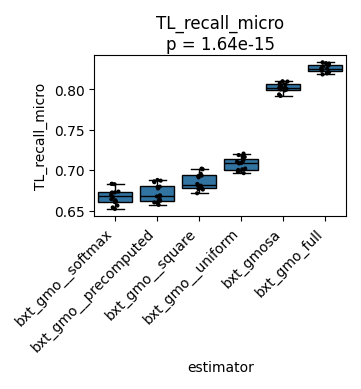 TL_recall_micro
p = 1.64e-15
TL_recall_micro
0.80
0.75
0.70
0.65
bxt_gmo__softmax
bxt_gmo__precomputed
bxt_gmo__square
bxt_gmo__uniform
bxt_gmosa
bxt_gmo_full
estimator